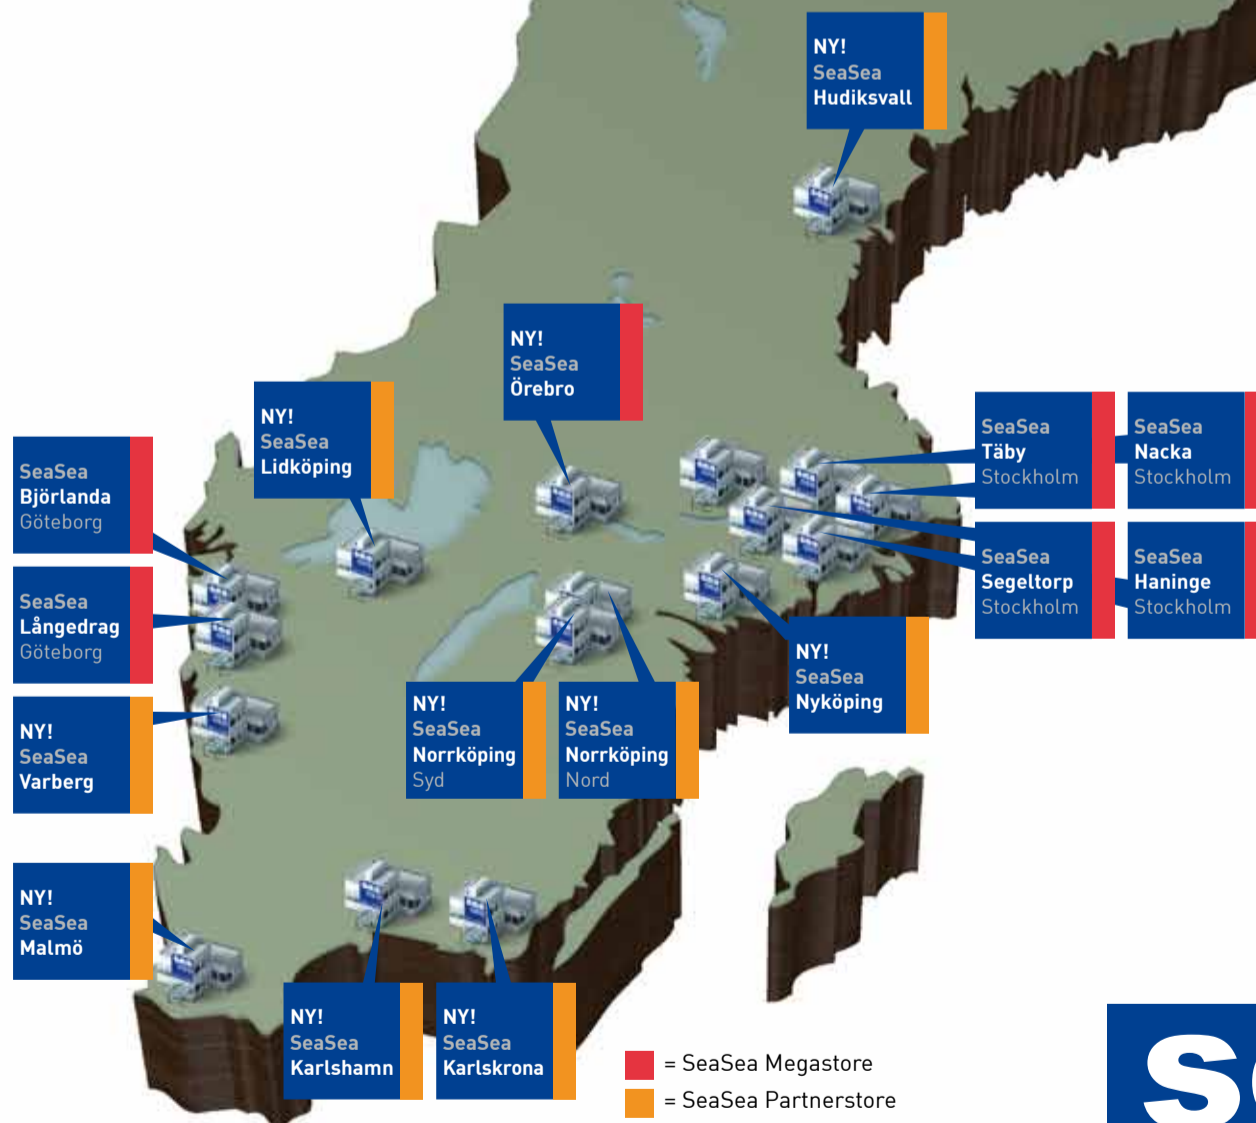 NY!
SeaSea
Hudiksvall
NY!
SeaSea
Örebro
NY!
SeaSea
Lidköping
SeaSea
Björlanda
Göteborg
SeaSea
Täby
Stockholm
SeaSea
Nacka
Stockholm
SeaSea
Långedrag
Göteborg
SeaSea
Segeltorp
Stockholm
SeaSea
Haninge
Stockholm
NY!
SeaSea
Varberg
NY!
SeaSea
Norrköping
Syd
NY!
SeaSea
Norrköping
Nord
NY!
SeaSea
Nyköping
NY!
SeaSea
Malmö
NY!
SeaSea
Karlshamn
NY!
SeaSea
Karlskrona
= SeaSea Megastore
= SeaSea Partnerstore